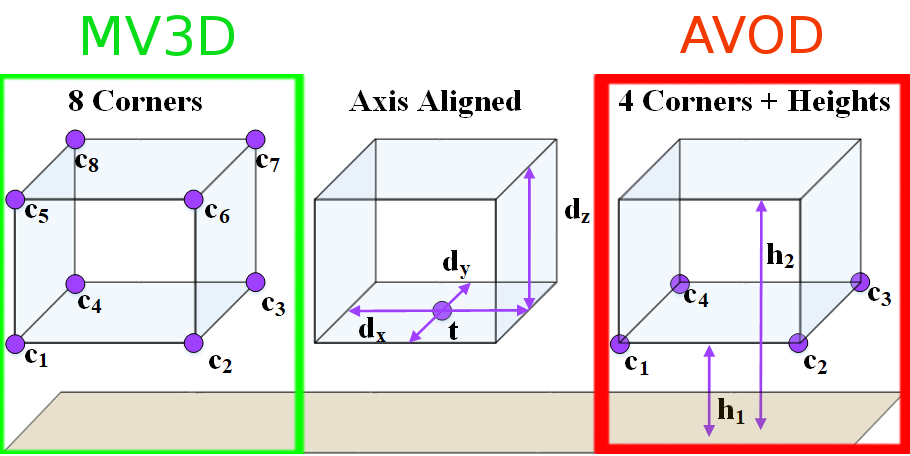 MV3D
AVOD
8 Corners
Axis Aligned
4 Corners + Heights
c8
c7
c5
c6
c4
c3
c1
c2
dz
dy
dx
t
h2
c4
c3
c1
c2
h1